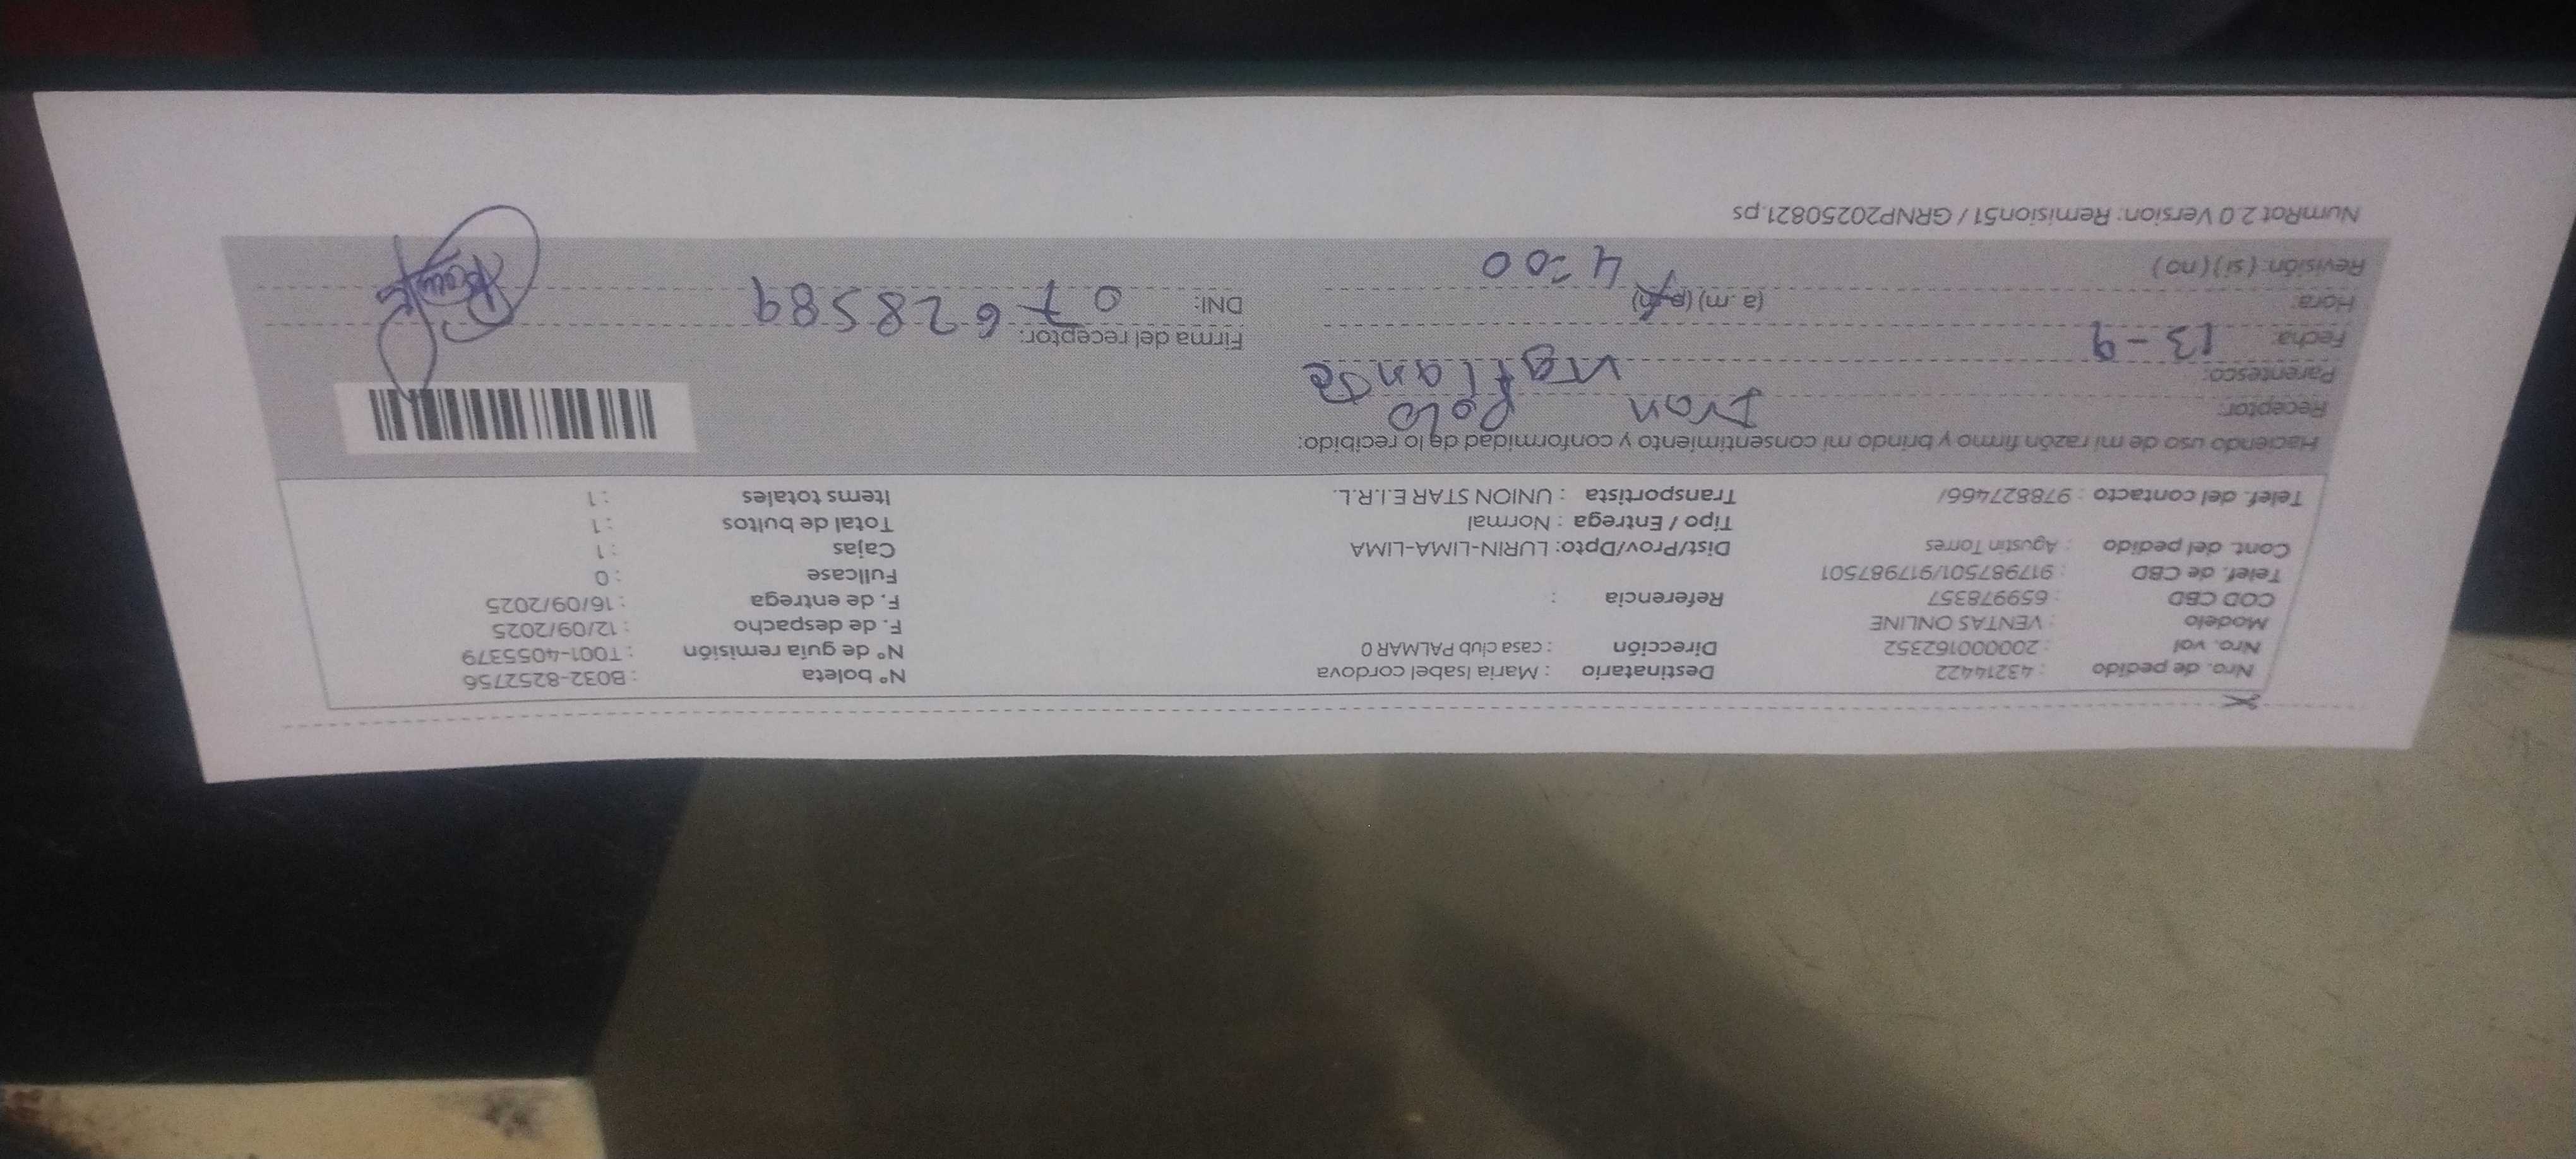 Nro. de pedido : 43214422 Destinatario : Maria Isabel cordova N° boleta : B032-8252756
Nro. vol : 200000162352 Dirección : casa club PALMAR 0 N° de guía remisión : T001-4055379
Modelo : VENTAS ONLINE F. de despacho : 12/09/2025
COD CBD : 659978357 Referencia : F. de entrega : 16/09/2025
Telef. de CBD : 917987501/917987501 Fullcase : 0
Cont. del pedido : Agustin Torres Dist/Prov/Dpto: LURIN-LIMA-LIMA Cajas : 1
Tipo / Entrega : Normal Total de bultos : 1
Telef. del contacto : 978827466/ Transportista : UNION STAR E.I.R.L. Items totales : 1
Haciendo uso de mi razón firmo y brindo mi consentimiento y conformidad de lo recibido:
Receptor: Ivan Polo
Parentesco: vigilante
Fecha: 13-9 Firma del receptor:
Hora: (a. m) (p. m) 4:00 DNI: 07628589
Revisión: ( si ) ( no )
NumRot 2.0 Version: Remision51 / GRNP20250821.ps